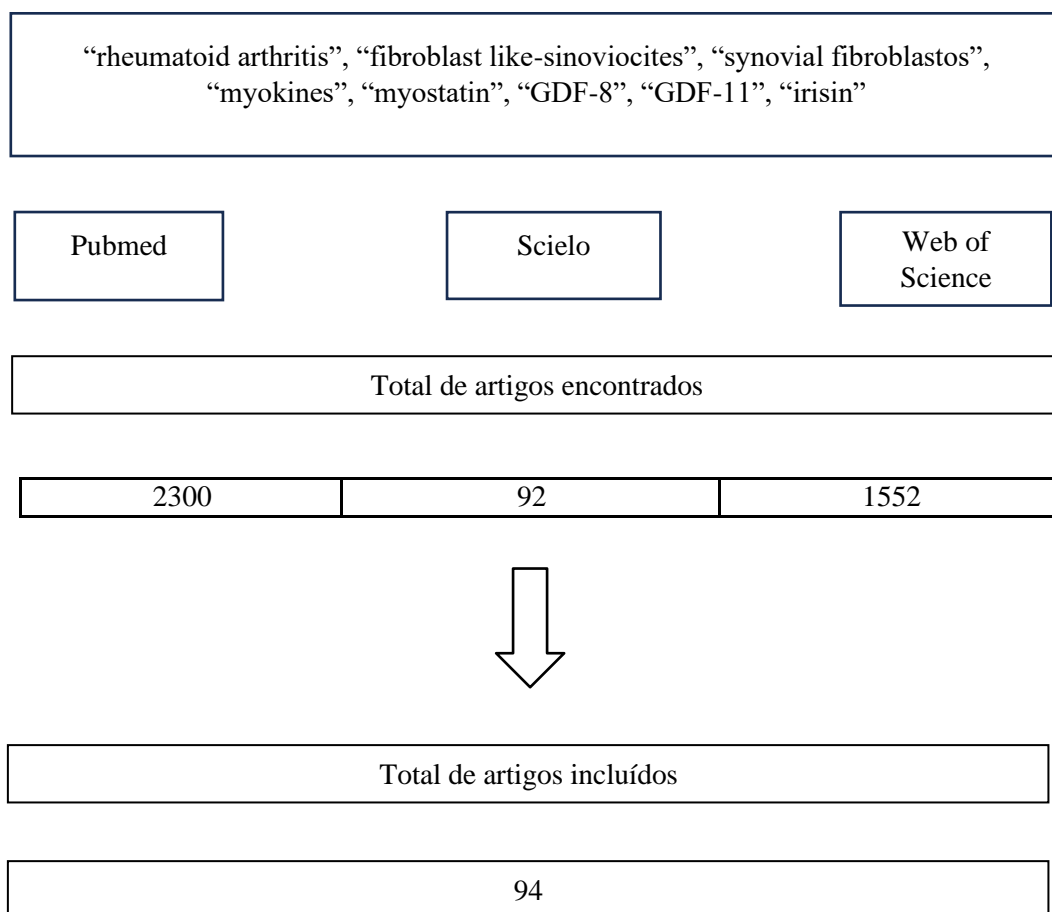 “rheumatoid arthritis”, “fibroblast like-sinoviocites”, “synovial fibroblastos”,
“myokines”, “myostatin”, “GDF-8”, “GDF-11”, “irisin”
Pubmed
Scielo
Web of
Science
Total de artigos encontrados
2300
92
1552
Total de artigos incluídos
94